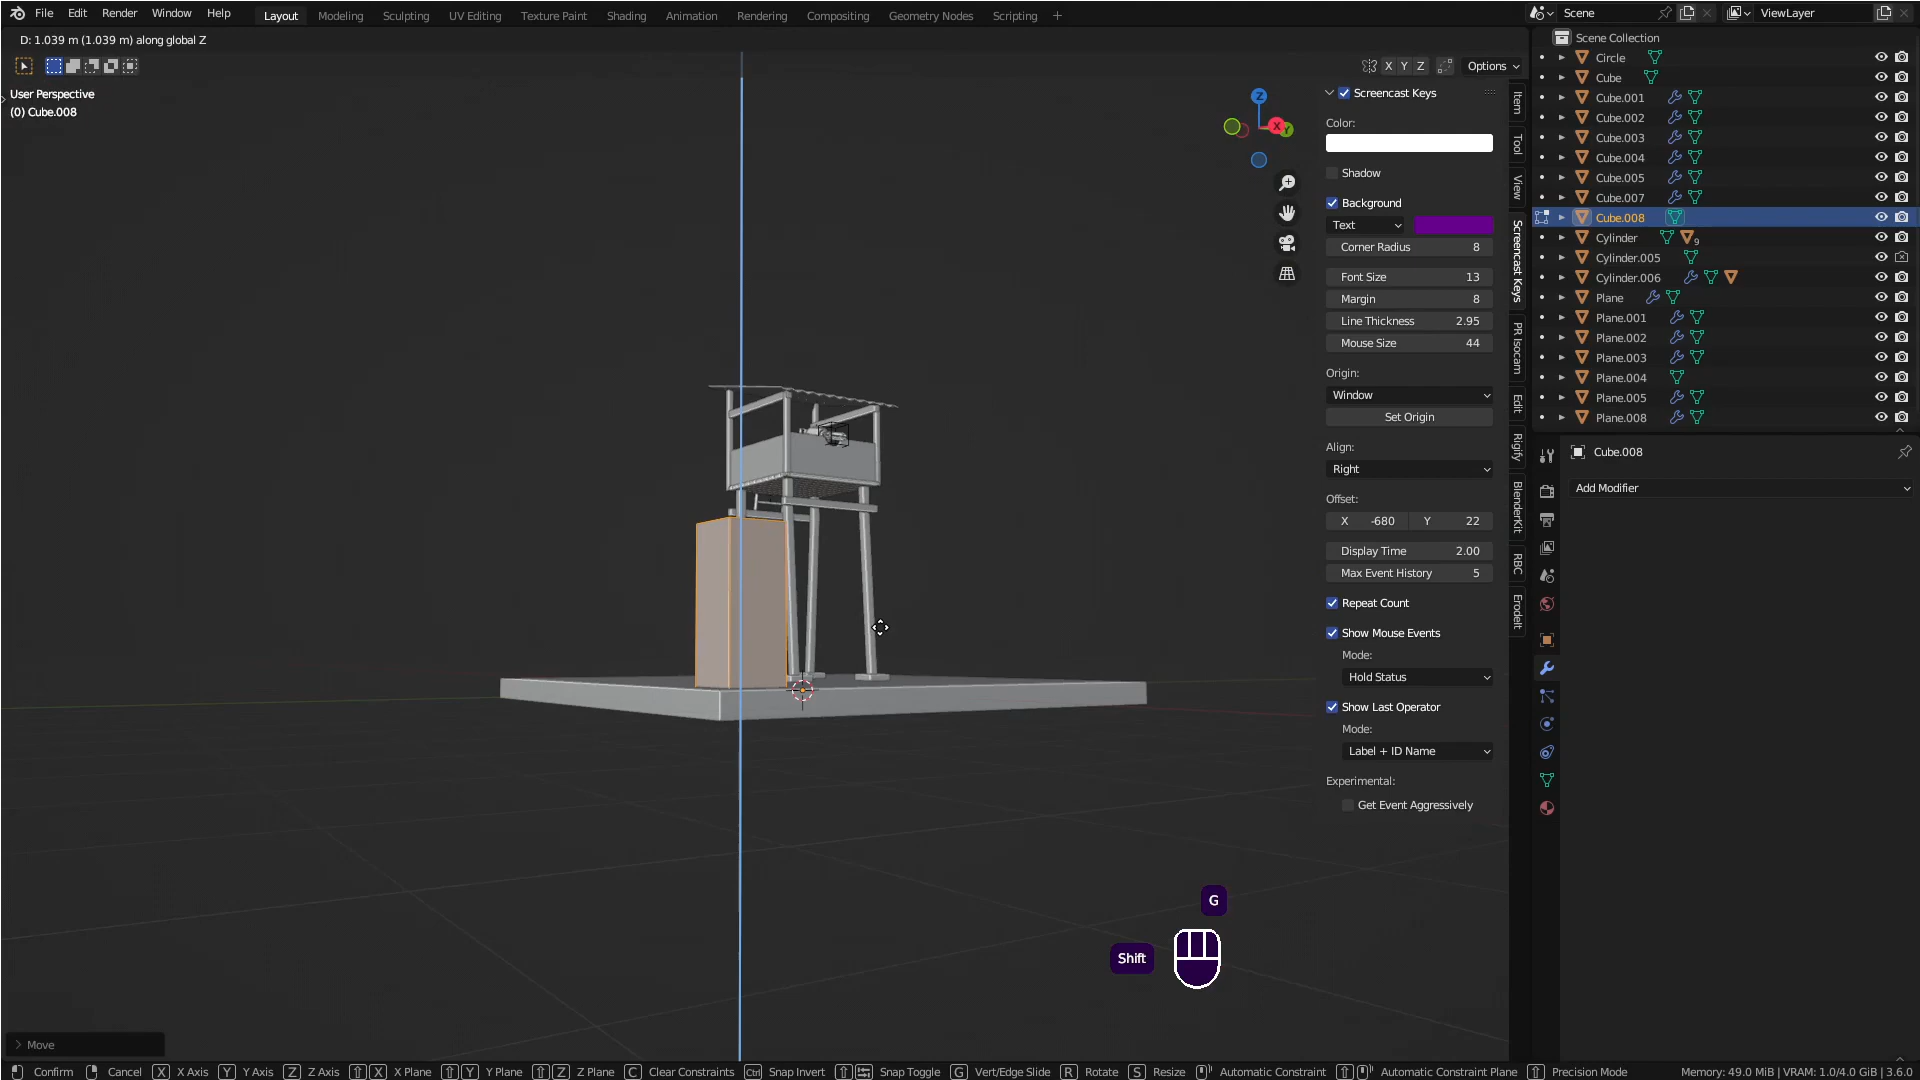 File Edit Render Window Help Layout Modeling Sculpting UV Editing Texture Paint Shading Animation Rendering Compositing Geometry Nodes Scripting + Scene ViewLayer
D: 1.039 m (1.039 m) along global Z
X Y Z Options
User Perspective
(0) Cube.008
Z
X
Y
Screencast Keys
Color:
Shadow
Background
Text
Corner Radius 8
Font Size 13
Margin 8
Line Thickness 2.95
Mouse Size 44
Origin:
Window
Set Origin
Align:
Right
Offset:
X -680 Y 22
Display Time 2.00
Max Event History 5
Repeat Count
Show Mouse Events
Mode:
Hold Status
Show Last Operator
Mode:
Label + ID Name
Experimental:
Get Event Aggressively
Item
Tool
View
Screencast Keys
PR Isocam
Edit
Rigify
BlenderKit
RBC
ErodeIt
Scene Collection
Circle
Cube
Cube.001
Cube.002
Cube.003
Cube.004
Cube.005
Cube.007
Cube.008
Cylinder 9
Cylinder.005
Cylinder.006
Plane
Plane.001
Plane.002
Plane.003
Plane.004
Plane.005
Plane.008
Cube.008
Add Modifier
G
Shift
Move
Confirm Cancel X X Axis Y Y Axis Z Z Axis X X Plane Y Y Plane Z Z Plane C Clear Constraints Ctrl Snap Invert Snap Toggle G Vert/Edge Slide R Rotate S Resize Automatic Constraint Automatic Constraint Plane Precision Mode Memory: 49.0 MiB | VRAM: 1.0/4.0 GiB | 3.6.0